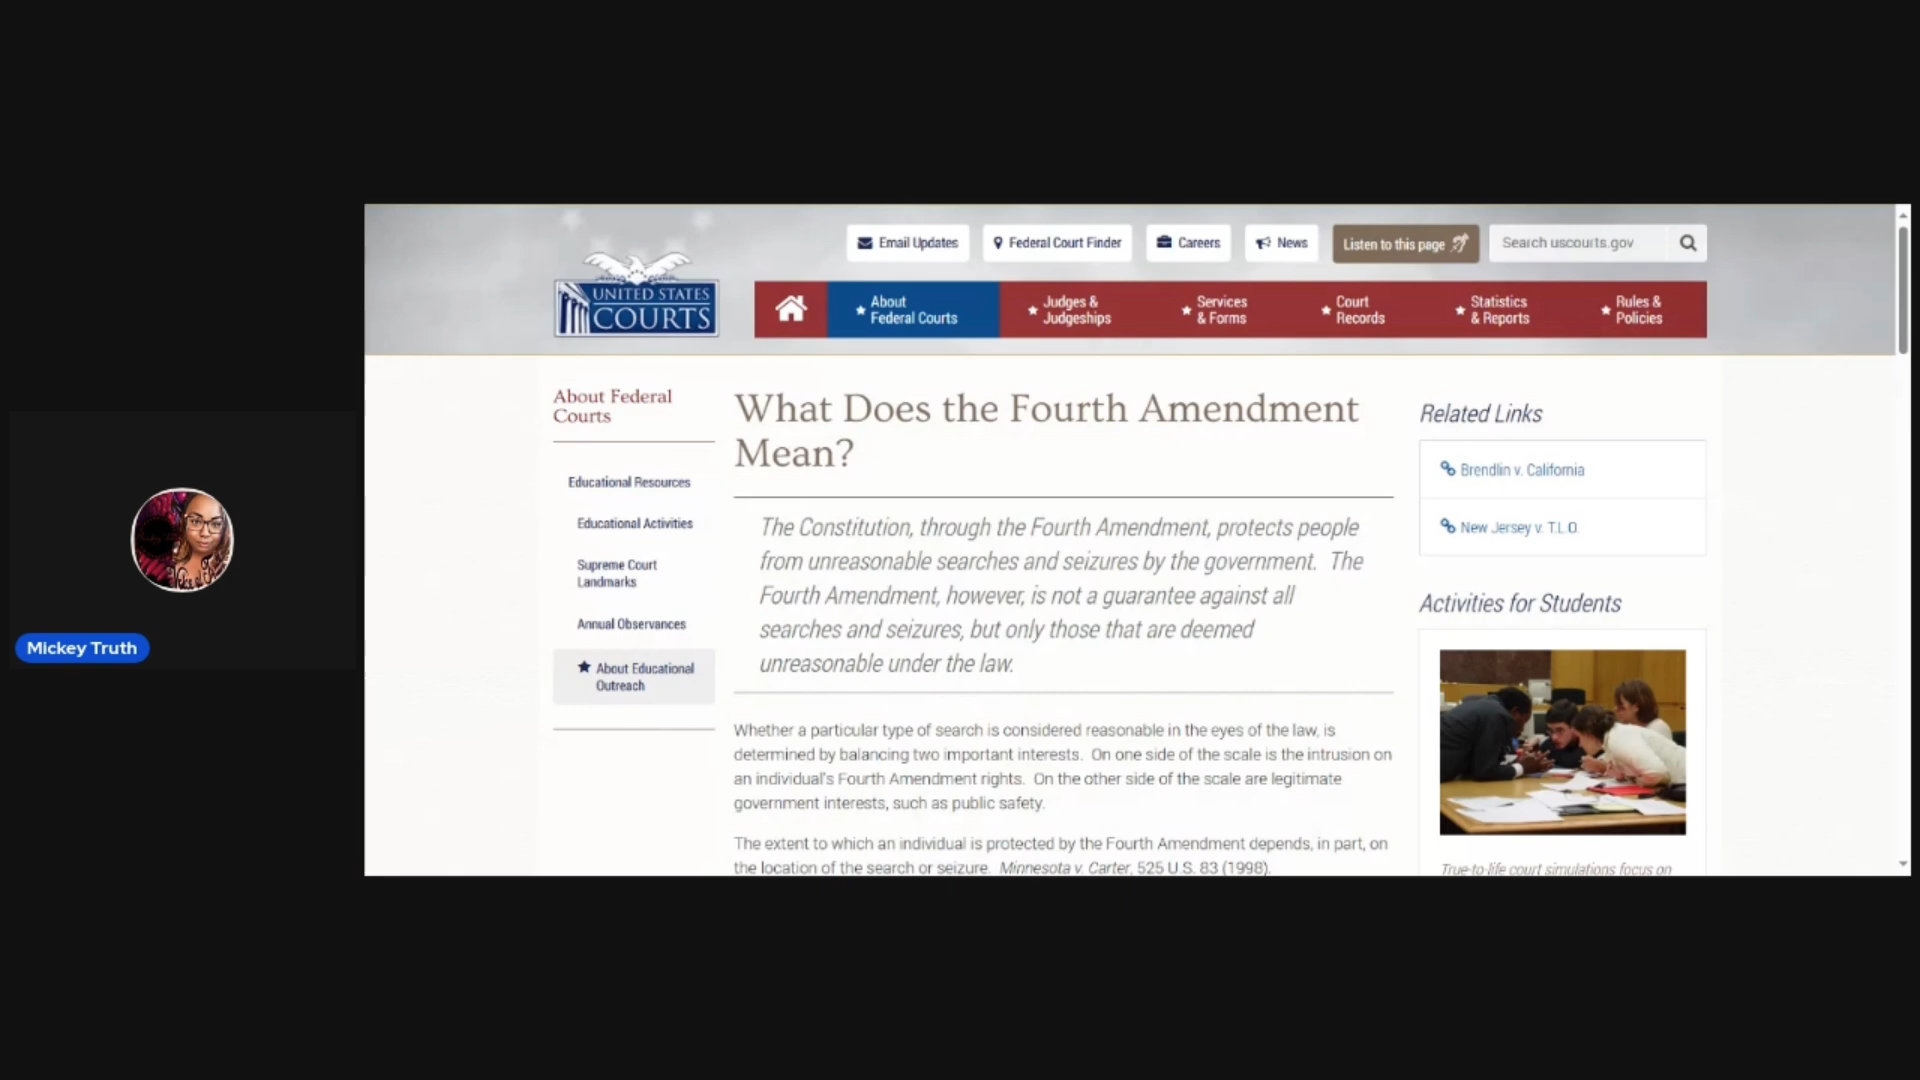 Email Updates
Federal Court Finder
Careers
News
Listen to this page
Search uscourts.gov
UNITED STATES
COURTS
About
Federal Courts
Judges &
Judgeships
Services
& Forms
Court
Records
Statistics
& Reports
Rules &
Policies
About Federal
Courts
Educational Resources
Educational Activities
Supreme Court
Landmarks
Annual Observances
About Educational
Outreach
What Does the Fourth Amendment
Mean?
The Constitution, through the Fourth Amendment, protects people
from unreasonable searches and seizures by the government.  The
Fourth Amendment, however, is not a guarantee against all
searches and seizures, but only those that are deemed
unreasonable under the law.
Whether a particular type of search is considered reasonable in the eyes of the law, is
determined by balancing two important interests.  On one side of the scale is the intrusion on
an individual's Fourth Amendment rights.  On the other side of the scale are legitimate
government interests, such as public safety.
The extent to which an individual is protected by the Fourth Amendment depends, in part, on
the location of the search or seizure.  Minnesota v. Carter, 525 U.S. 83 (1998).
Related Links
Brendlin v. California
New Jersey v. T.L.O.
Activities for Students
True-to-life court simulations focus on
Mickey Truth